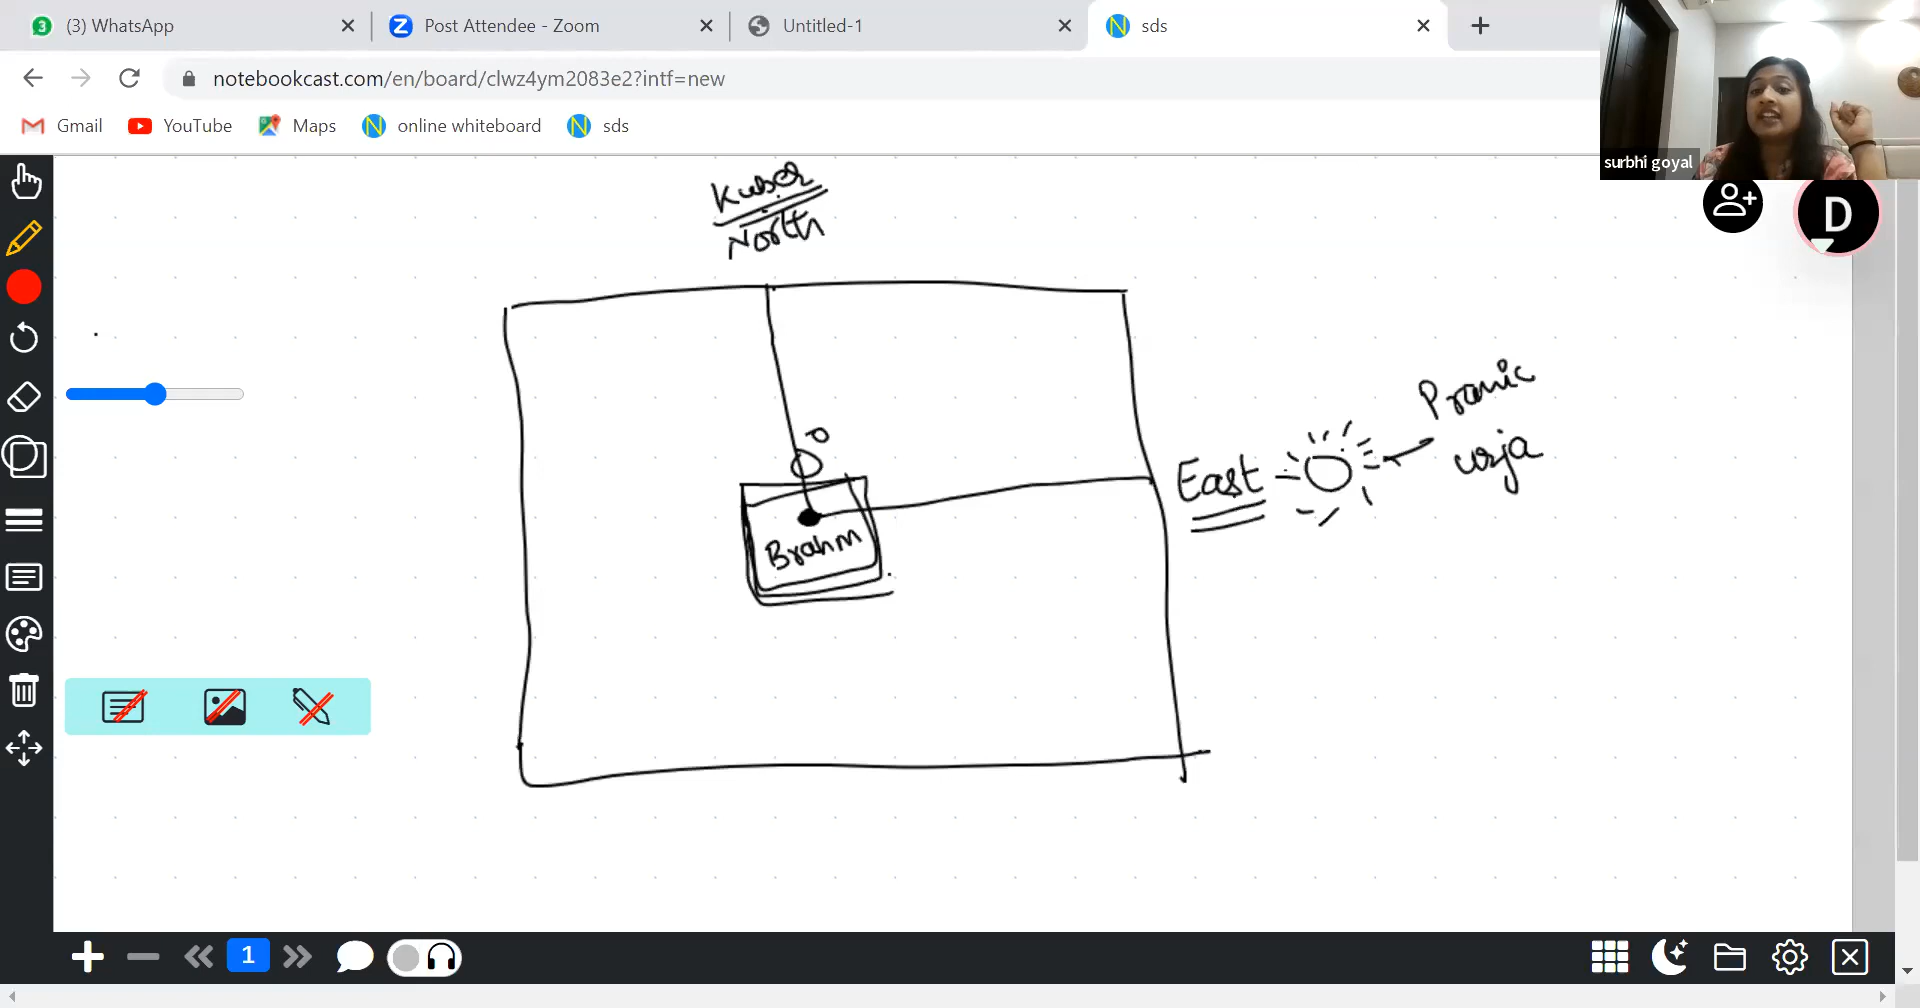 (3) WhatsApp
Post Attendee - Zoom
Untitled-1
sds
notebookcast.com/en/board/clwz4ym2083e2?intf=new
Gmail
YouTube
Maps
online whiteboard
sds
surbhi goyal
D
Kuber
North
Pranic
urja
East
Brahm
1